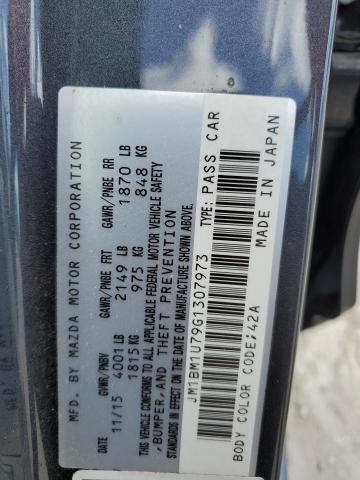 MFD. BY MAZDA MOTOR CORPORATION
DATE GVWR/PNBV GAWR/PNBE FRT GAWR/PNBE RR
11/15 4001 LB 2149 LB 1870 LB
1815 KG 975 KG 848 KG
THIS VEHICLE CONFORMS TO ALL APPLICABLE FEDERAL MOTOR VEHICLE SAFETY
,BUMPER, AND THEFT PREVENTION
STANDARDS IN EFFECT ON THE DATE OF MANUFACTURE SHOWN ABOVE.
JM1BM1U79G1307973 TYPE: PASS CAR
BODY COLOR CODE;42A MADE IN JAPAN